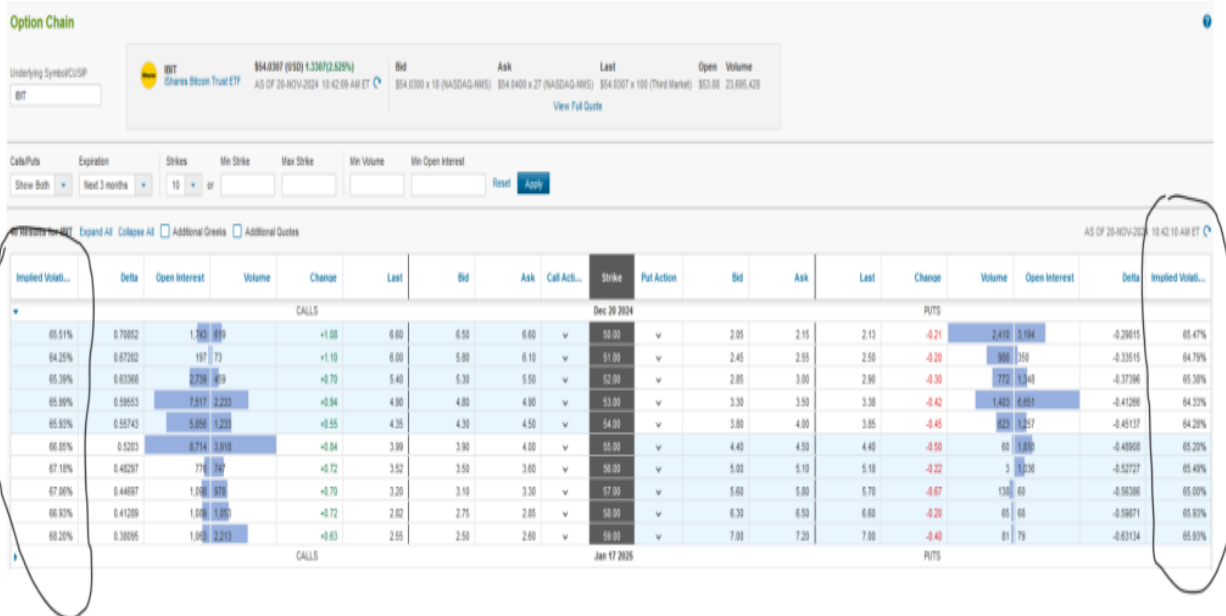 Option Chain
Underlying Symbol/CUSIP
IBIT
IBIT
iShares Bitcoin Trust ETF
$54.0307 (USD) 1.3307(2.525%)
AS OF 20-NOV-2024 10:42:09 AM ET
Bid Ask Last Open Volume
$54.0300 x 18 (NASDAQ-NMS) $54.0400 x 27 (NASDAQ-NMS) $54.0307 x 100 (Third Market) $53.88 23,695,428
View Full Quote
Calls/Puts Expiration Strikes Min Strike Max Strike Min Volume Min Open Interest
Show Both Next 3 months 10 or Reset Apply
40 Results for IBIT Expand All Collapse All Additional Greeks Additional Quotes AS OF 20-NOV-2024 10:42:10 AM ET
Implied Volati... Delta Open Interest Volume Change Last Bid Ask Call Acti... Strike Put Action Bid Ask Last Change Volume Open Interest Delta Implied Volati...
CALLS Dec 20 2024 PUTS
65.51% 0.70852 1,743 819 +1.00 6.60 6.50 6.60 50.00 2.05 2.15 2.13 -0.21 2,410 3,194 -0.29815 65.47%
64.25% 0.67202 197 73 +1.10 6.00 5.80 6.10 51.00 2.45 2.55 2.50 -0.20 988 350 -0.33515 64.79%
65.39% 0.63368 2,739 459 +0.70 5.40 5.30 5.50 52.00 2.85 3.00 2.90 -0.30 772 1,348 -0.37396 65.38%
65.99% 0.59553 7,517 2,233 +0.94 4.90 4.80 4.90 53.00 3.30 3.50 3.38 -0.42 1,403 6,651 -0.41266 64.33%
65.93% 0.55743 5,856 1,233 +0.55 4.35 4.30 4.50 54.00 3.80 4.00 3.85 -0.45 623 1,257 -0.45137 64.28%
66.85% 0.5203 8,714 3,910 +0.84 3.99 3.90 4.00 55.00 4.40 4.50 4.40 -0.50 60 -0.48908 65.20%
67.18% 0.48297 747 +0.72 3.52 3.50 3.60 56.00 5.00 5.10 5.18 -0.22 3 1,036 -0.52727 65.49%
67.06% 0.44697 1,098 978 +0.70 3.20 3.10 3.30 57.00 5.60 5.80 5.70 -0.67 60 -0.56386 65.00%
66.93% 0.41289 1,089 1,053 +0.72 2.82 2.75 2.85 58.00 6.30 6.50 6.60 -0.20 65 68 -0.59871 65.93%
68.20% 0.38095 2,213 +0.63 2.55 2.50 2.60 59.00 7.00 7.20 7.00 -0.40 81 79 -0.63134 65.93%
CALLS Jan 17 2025 PUTS